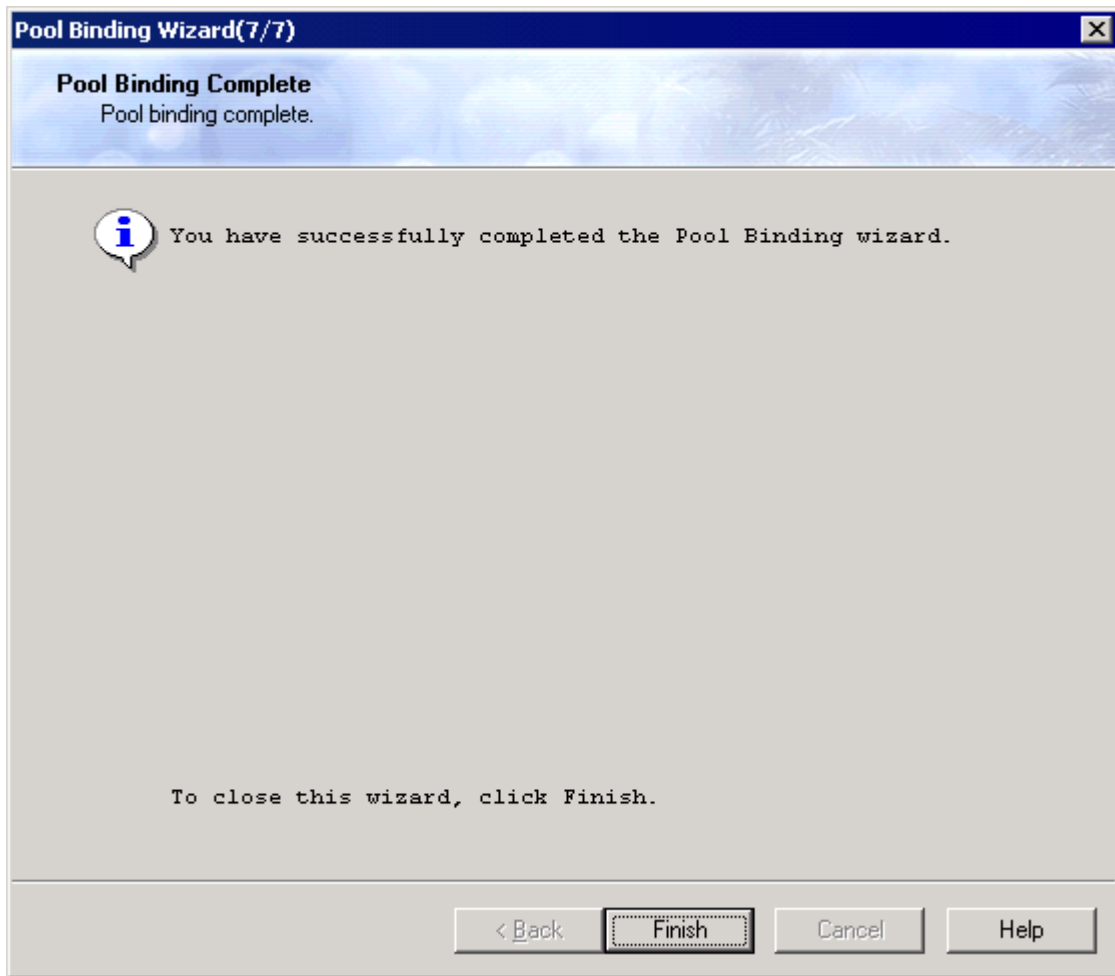 Pool Binding Wizard(7/7)
Pool Binding Complete
Pool binding complete.
i
You have successfully completed the Pool Binding wizard.
To close this wizard, click Finish.
< Back
Finish
Cancel
Help